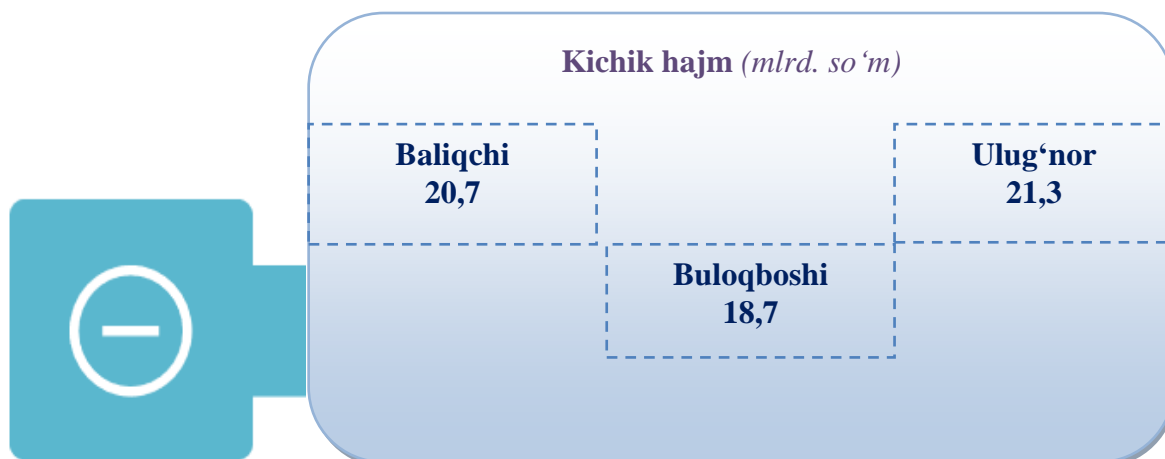 Kichik hajm (mlrd. so‘m)
Baliqchi
20,7
Ulug‘nor
21,3
Buloqboshi
18,7